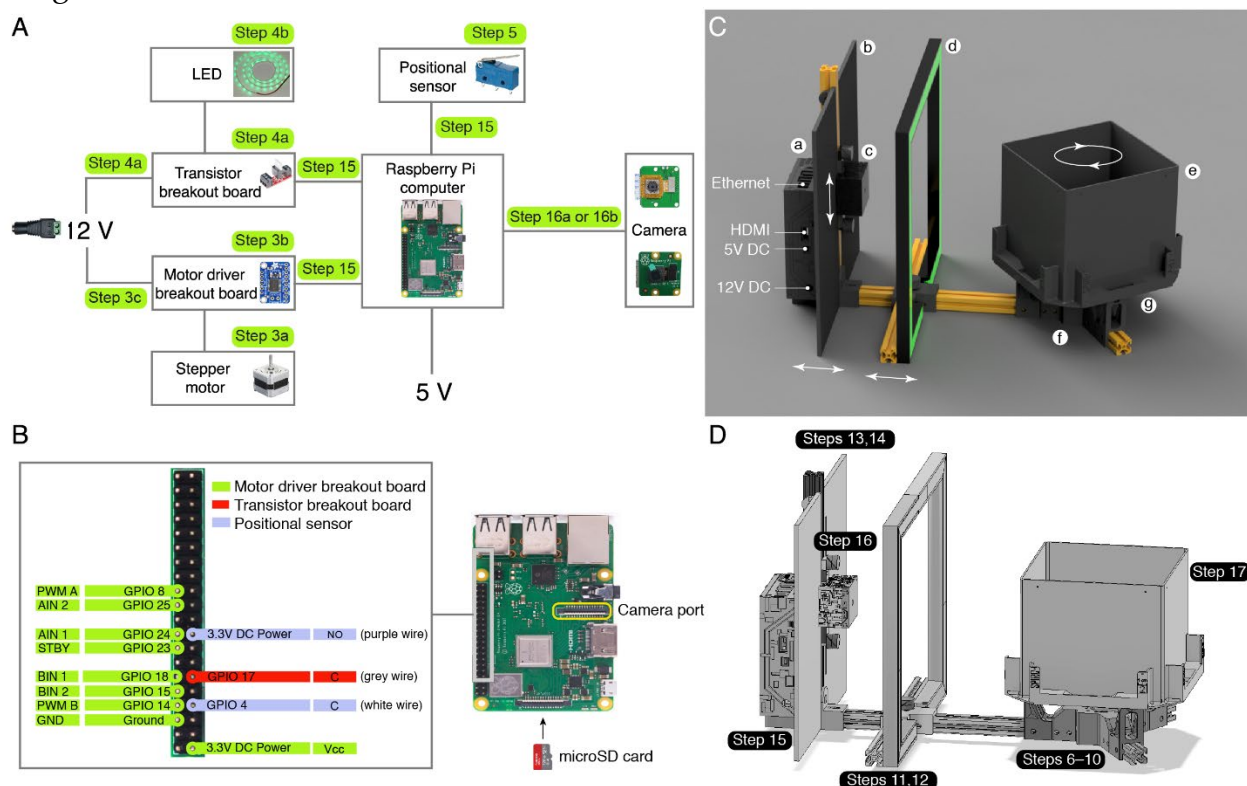 A
Step 4b
LED
Step 5
Positional
sensor
Step 4a
Step 4a
Transistor
breakout board
Step 15
Step 15
Raspberry Pi
computer
Step 16a or 16b
Camera
12 V
Step 3b
Motor driver
breakout board
Step 15
Step 3c
Step 3a
Stepper
motor
5 V
B
Motor driver breakout board
Transistor breakout board
Positional sensor
PWM A GPIO 8
AIN 2 GPIO 25
AIN 1 GPIO 24 3.3V DC Power NO (purple wire)
STBY GPIO 23
BIN 1 GPIO 18 GPIO 17 C (grey wire)
BIN 2 GPIO 15
PWM B GPIO 14 GPIO 4 C (white wire)
GND Ground
3.3V DC Power Vcc
Camera port
microSD card
C
a
b
c
d
e
f
g
Ethernet
HDMI
5V DC
12V DC
D
Steps 13,14
Step 16
Step 17
Step 15
Steps 11,12
Steps 6–10